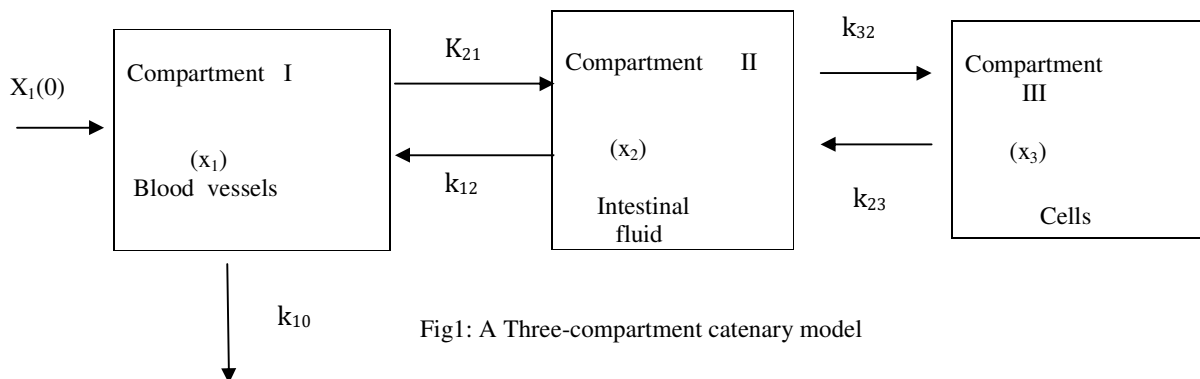 X₁(0)
Compartment I
(x₁)
Blood vessels
K₂₁
k₁₂
k₁₀
Compartment II
(x₂)
Intestinal
fluid
k₃₂
k₂₃
Compartment
III
(x₃)
Cells
Fig1: A Three-compartment catenary model